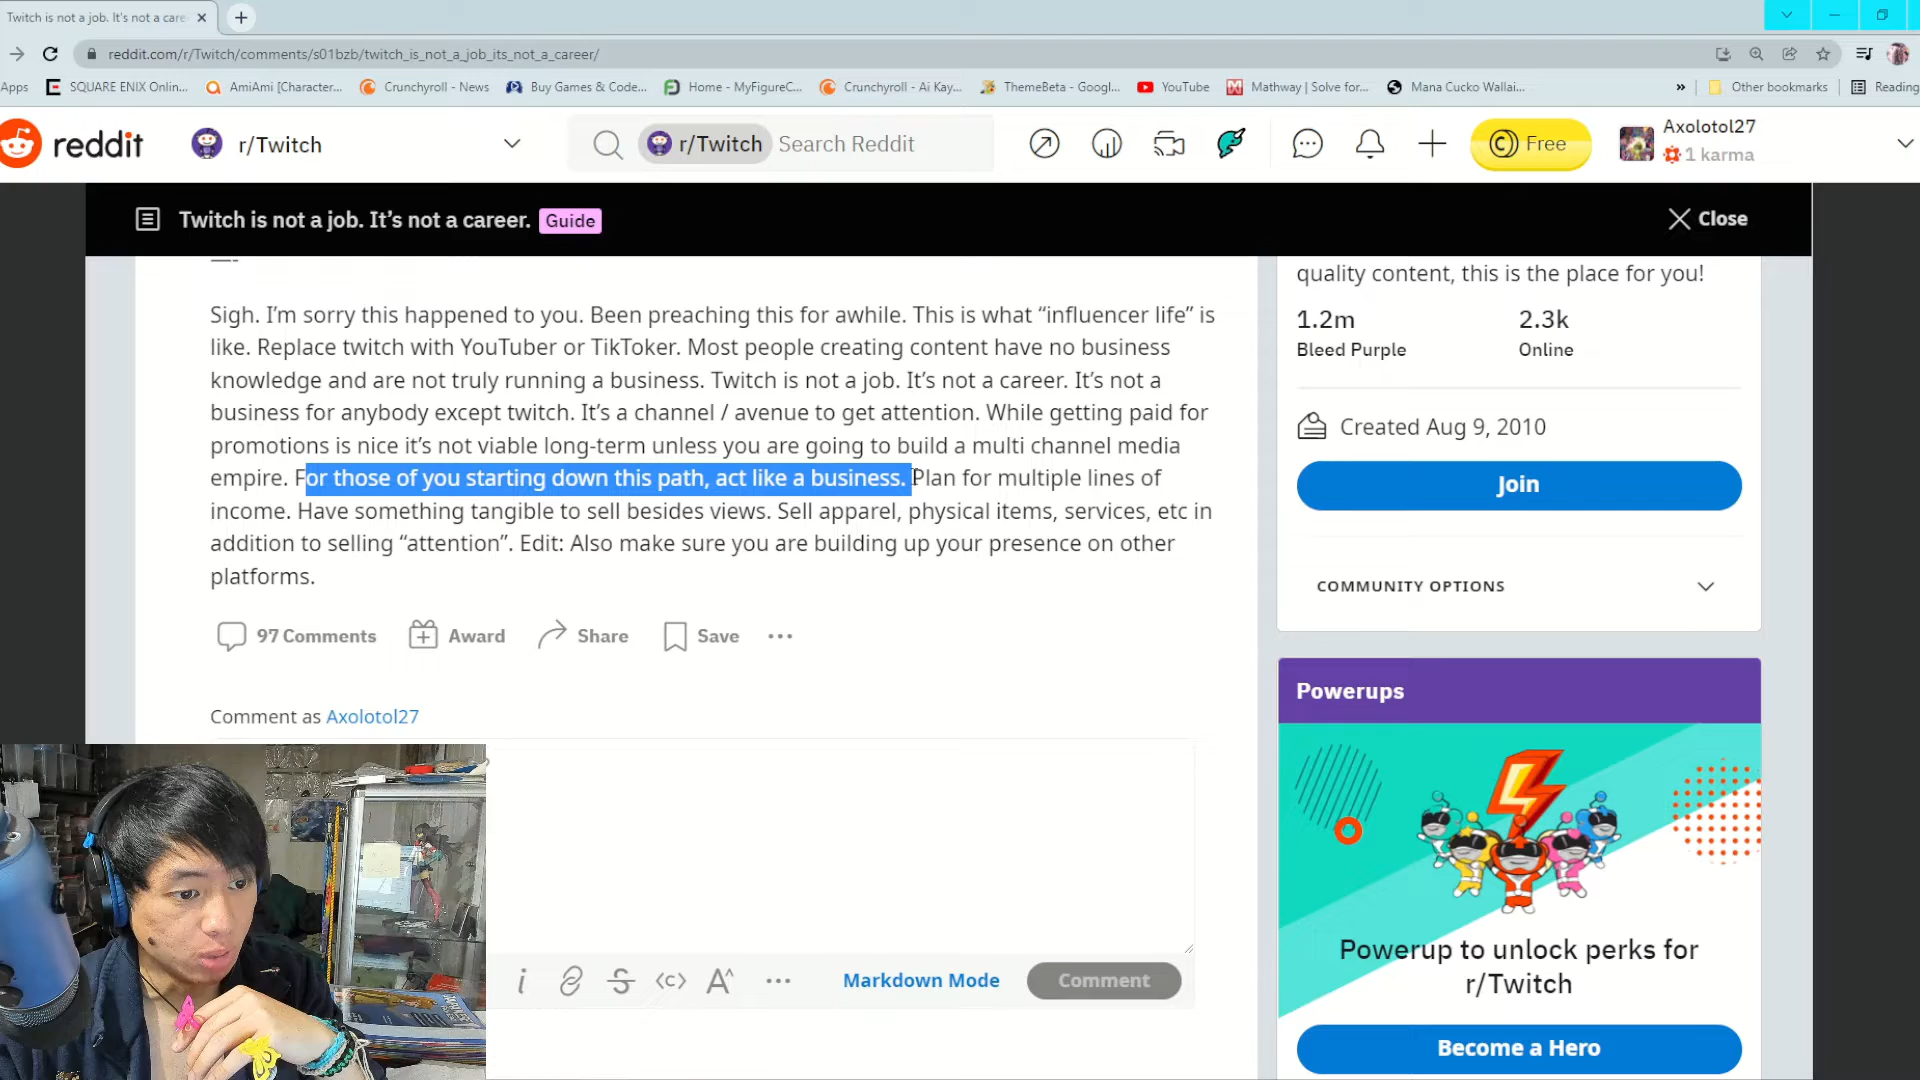 Twitch is not a job. It's not a care
reddit.com/r/Twitch/comments/s01bzb/twitch_is_not_a_job_its_not_a_career/
Apps SQUARE ENIX Onlin... AmiAmi [Character... Crunchyroll - News Buy Games & Code... Home - MyFigureC... Crunchyroll - Ai Kay... ThemeBeta - Googl... YouTube Mathway | Solve for... Mana Cucko Wallai... » Other bookmarks Reading
reddit r/Twitch r/Twitch Search Reddit Free Axolotol27
1 karma
Twitch is not a job. It’s not a career. Guide Close
Sigh. I’m sorry this happened to you. Been preaching this for awhile. This is what “influencer life” is
like. Replace twitch with YouTuber or TikToker. Most people creating content have no business
knowledge and are not truly running a business. Twitch is not a job. It’s not a career. It’s not a
business for anybody except twitch. It’s a channel / avenue to get attention. While getting paid for
promotions is nice it’s not viable long-term unless you are going to build a multi channel media
empire. For those of you starting down this path, act like a business. Plan for multiple lines of
income. Have something tangible to sell besides views. Sell apparel, physical items, services, etc in
addition to selling “attention”. Edit: Also make sure you are building up your presence on other
platforms.
97 Comments Award Share Save
Comment as Axolotol27
Markdown Mode Comment
quality content, this is the place for you!
1.2m 2.3k
Bleed Purple Online
Created Aug 9, 2010
Join
COMMUNITY OPTIONS
Powerups
Powerup to unlock perks for
r/Twitch
Become a Hero